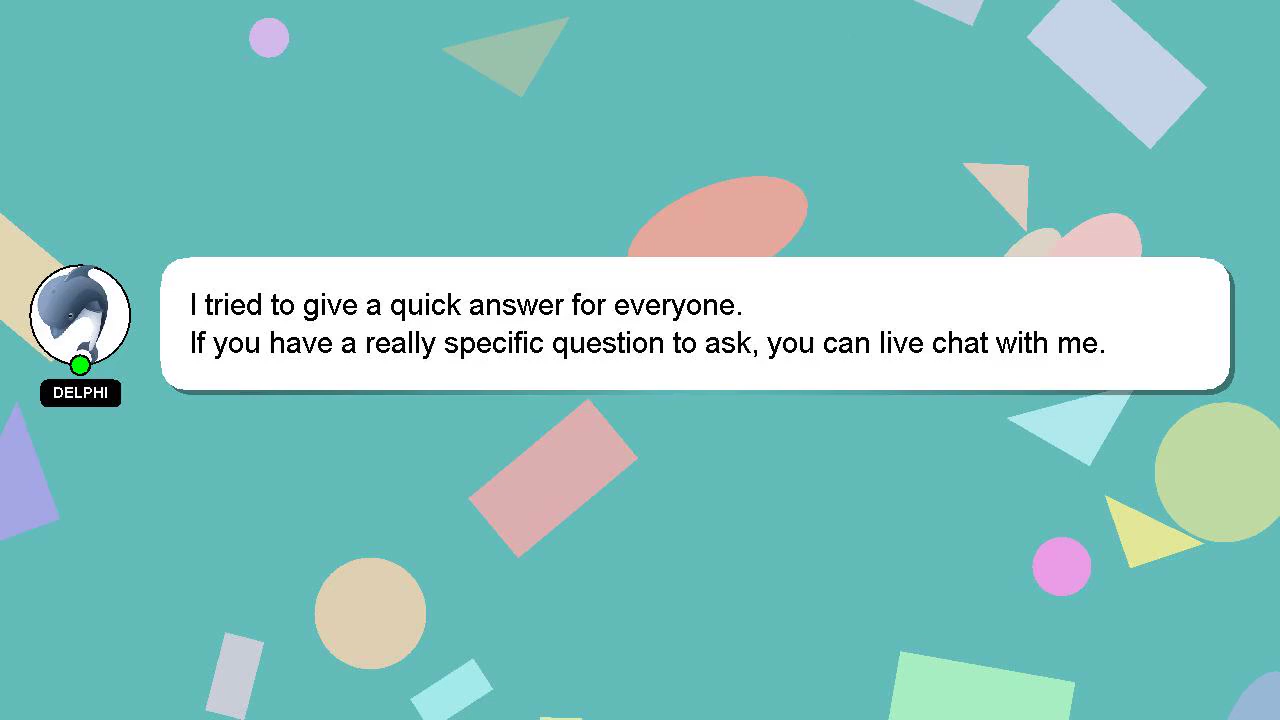 I tried to give a quick answer for everyone.
If you have a really specific question to ask, you can live chat with me.
DELPHI